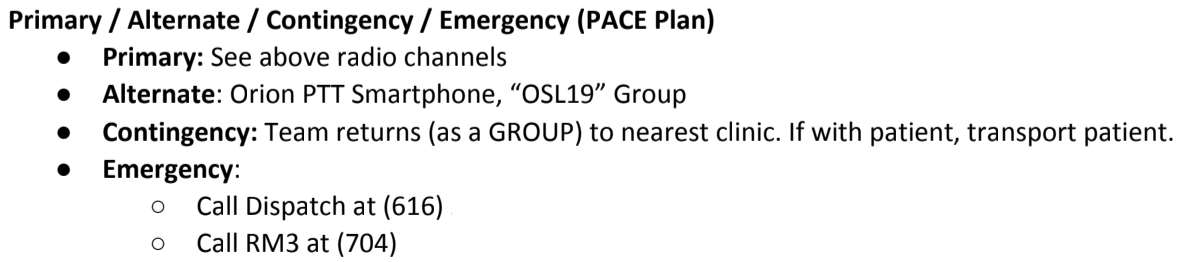 Primary / Alternate / Contingency / Emergency (PACE Plan)
● Primary: See above radio channels
● Alternate: Orion PTT Smartphone, “OSL19” Group
● Contingency: Team returns (as a GROUP) to nearest clinic. If with patient, transport patient.
● Emergency:
○ Call Dispatch at (616)
○ Call RM3 at (704)